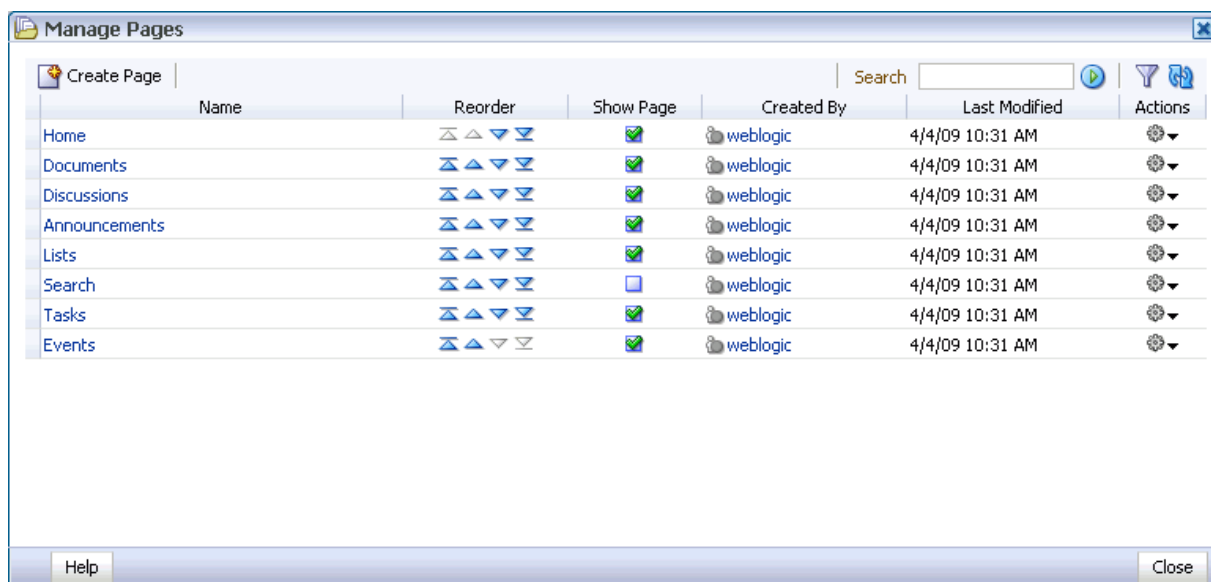 Manage Pages
Create Page Search
Name Reorder Show Page Created By Last Modified Actions
Home weblogic 4/4/09 10:31 AM
Documents weblogic 4/4/09 10:31 AM
Discussions weblogic 4/4/09 10:31 AM
Announcements weblogic 4/4/09 10:31 AM
Lists weblogic 4/4/09 10:31 AM
Search weblogic 4/4/09 10:31 AM
Tasks weblogic 4/4/09 10:31 AM
Events weblogic 4/4/09 10:31 AM
Help Close